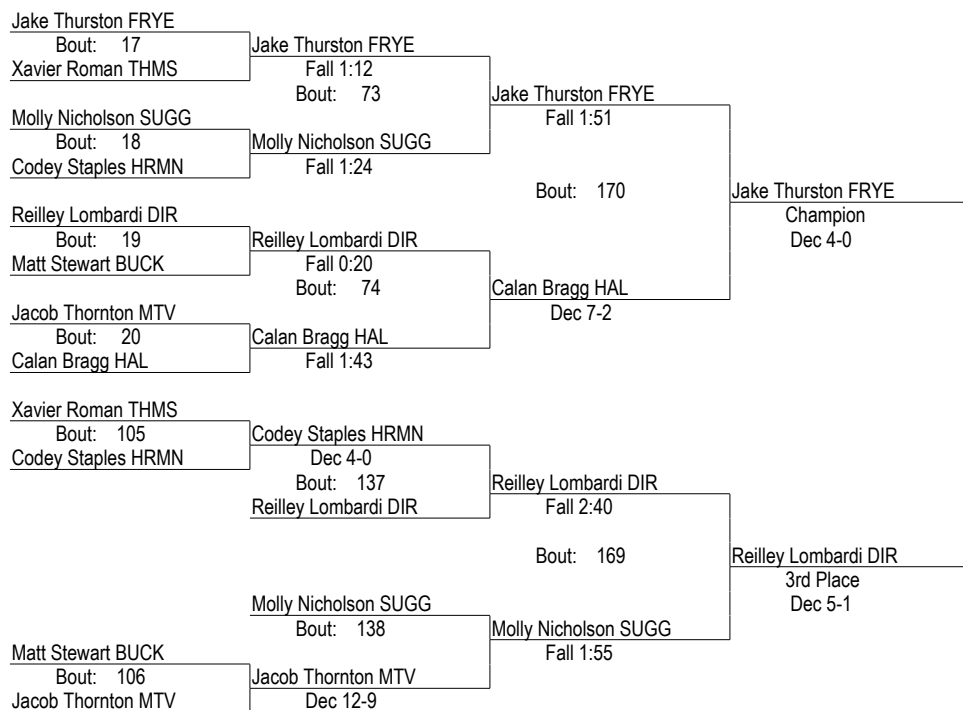 Jake Thurston FRYE
Bout: 17
Xavier Roman THMS
Jake Thurston FRYE
Fall 1:12
Bout: 73
Molly Nicholson SUGG
Bout: 18
Codey Staples HRMN
Molly Nicholson SUGG
Fall 1:24
Jake Thurston FRYE
Fall 1:51
Bout: 170
Reilley Lombardi DIR
Bout: 19
Matt Stewart BUCK
Reilley Lombardi DIR
Fall 0:20
Bout: 74
Jacob Thornton MTV
Bout: 20
Calan Bragg HAL
Calan Bragg HAL
Fall 1:43
Calan Bragg HAL
Dec 7-2
Jake Thurston FRYE
Champion
Dec 4-0
Xavier Roman THMS
Bout: 105
Codey Staples HRMN
Codey Staples HRMN
Dec 4-0
Bout: 137
Reilley Lombardi DIR
Reilley Lombardi DIR
Fall 2:40
Bout: 169
Molly Nicholson SUGG
Bout: 138
Matt Stewart BUCK
Bout: 106
Jacob Thornton MTV
Jacob Thornton MTV
Dec 12-9
Molly Nicholson SUGG
Fall 1:55
Reilley Lombardi DIR
3rd Place
Dec 5-1